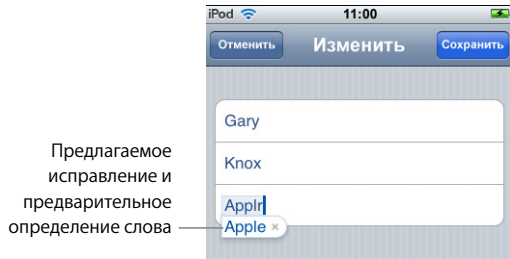 iPod 11:00
Отменить Изменить Сохранить
Gary
Knox
Applr
Apple ×
Предлагаемое
исправление и
предварительное
определение слова